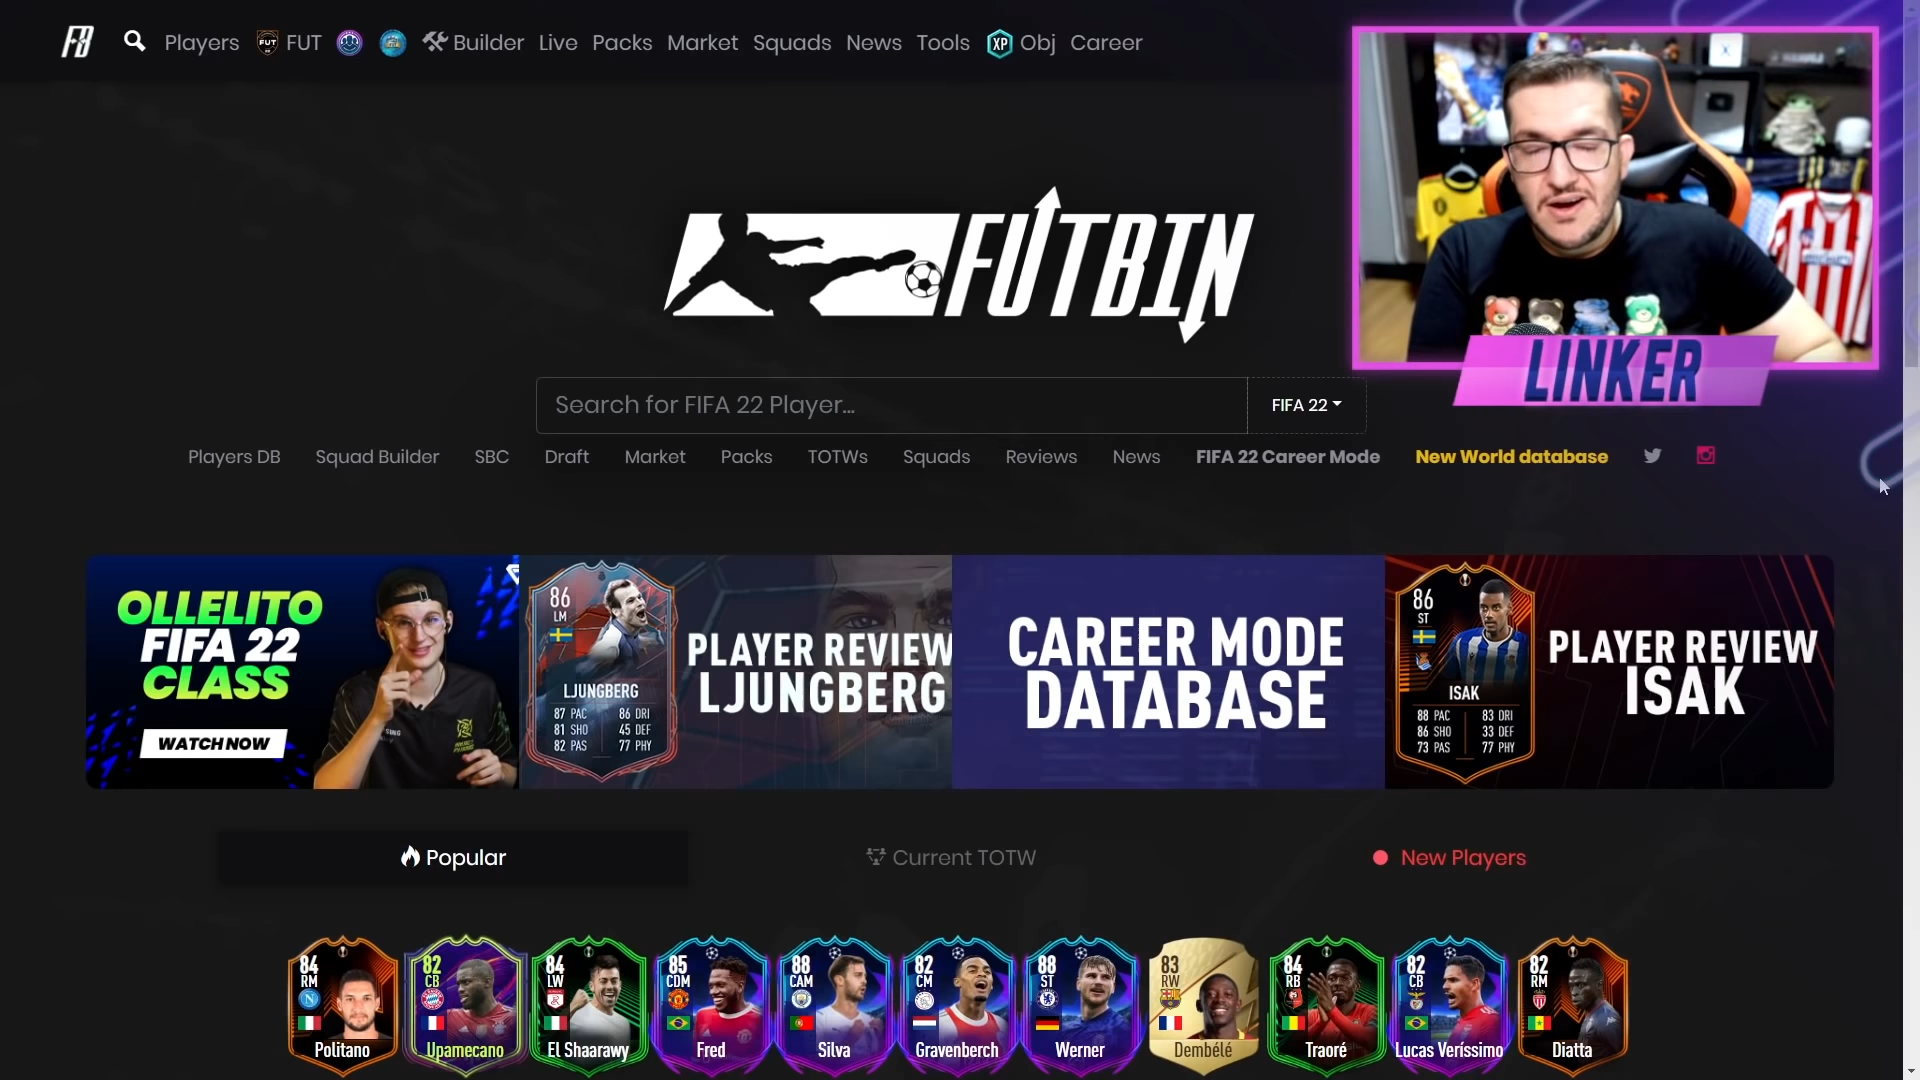 FB Players FUT FUT Builder Live Packs Market Squads News Tools XP Obj Career
FUTBIN
LINKER
Search for FIFA 22 Player...
FIFA 22
Players DB Squad Builder SBC Draft Market Packs TOTWs Squads Reviews News FIFA 22 Career Mode New World database
OLLELITO
FIFA 22
CLASS
WATCH NOW
86
LM
LJUNGBERG
87 PAC 86 DRI
81 SHO 45 DEF
82 PAS 77 PHY
PLAYER REVIEW
LJUNGBERG
CAREER MODE
DATABASE
86
ST
ISAK
88 PAC 83 DRI
86 SHO 33 DEF
73 PAS 77 PHY
PLAYER REVIEW
ISAK
Popular
Current TOTW
New Players
84
RM
Politano
82
CB
Upamecano
84
LW
El Shaarawy
85
CDM
Fred
88
CAM
Silva
82
CM
Gravenberch
88
ST
Werner
83
RW
Dembélé
84
RB
Traoré
82
CB
Lucas Veríssimo
82
RM
Diatta